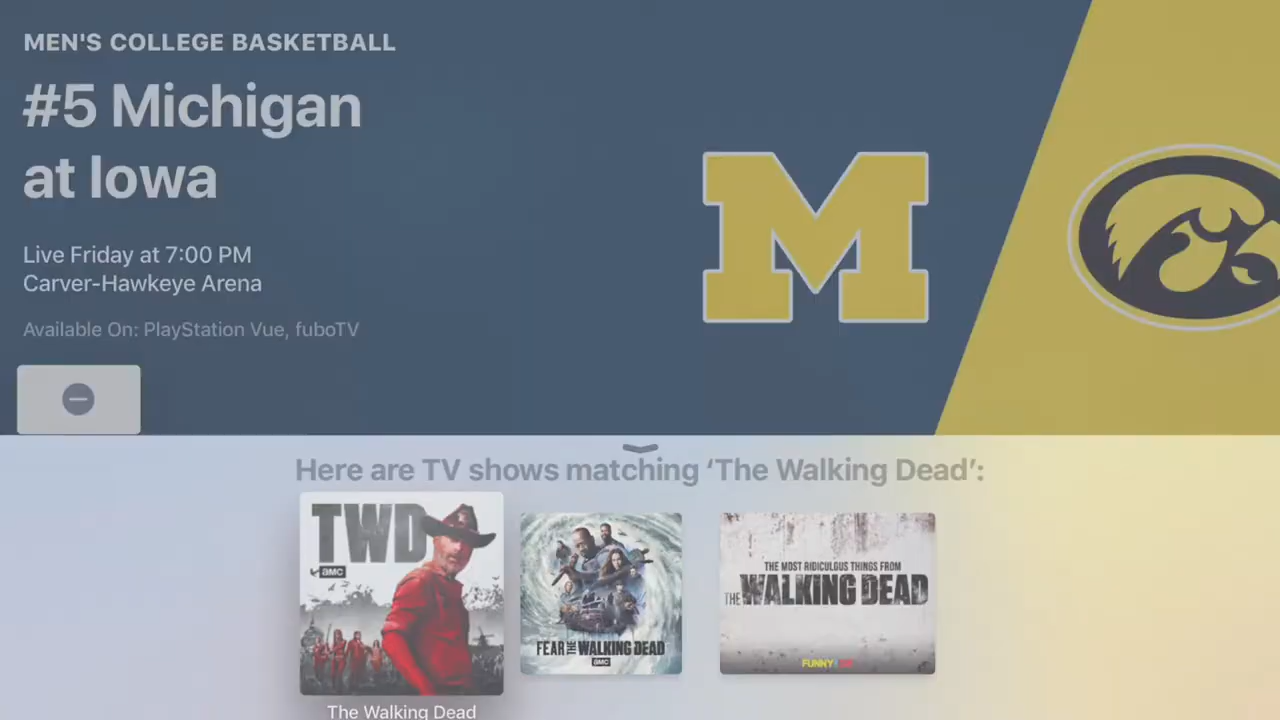 MEN'S COLLEGE BASKETBALL
#5 Michigan
at Iowa
Live Friday at 7:00 PM
Carver-Hawkeye Arena
Available On: PlayStation Vue, fuboTV
M
Here are TV shows matching ‘The Walking Dead’:
TWD
amc
FEAR THE WALKING DEAD
amc
THE MOST RIDICULOUS THINGS FROM
THE WALKING DEAD
FUNNY
The Walking Dead